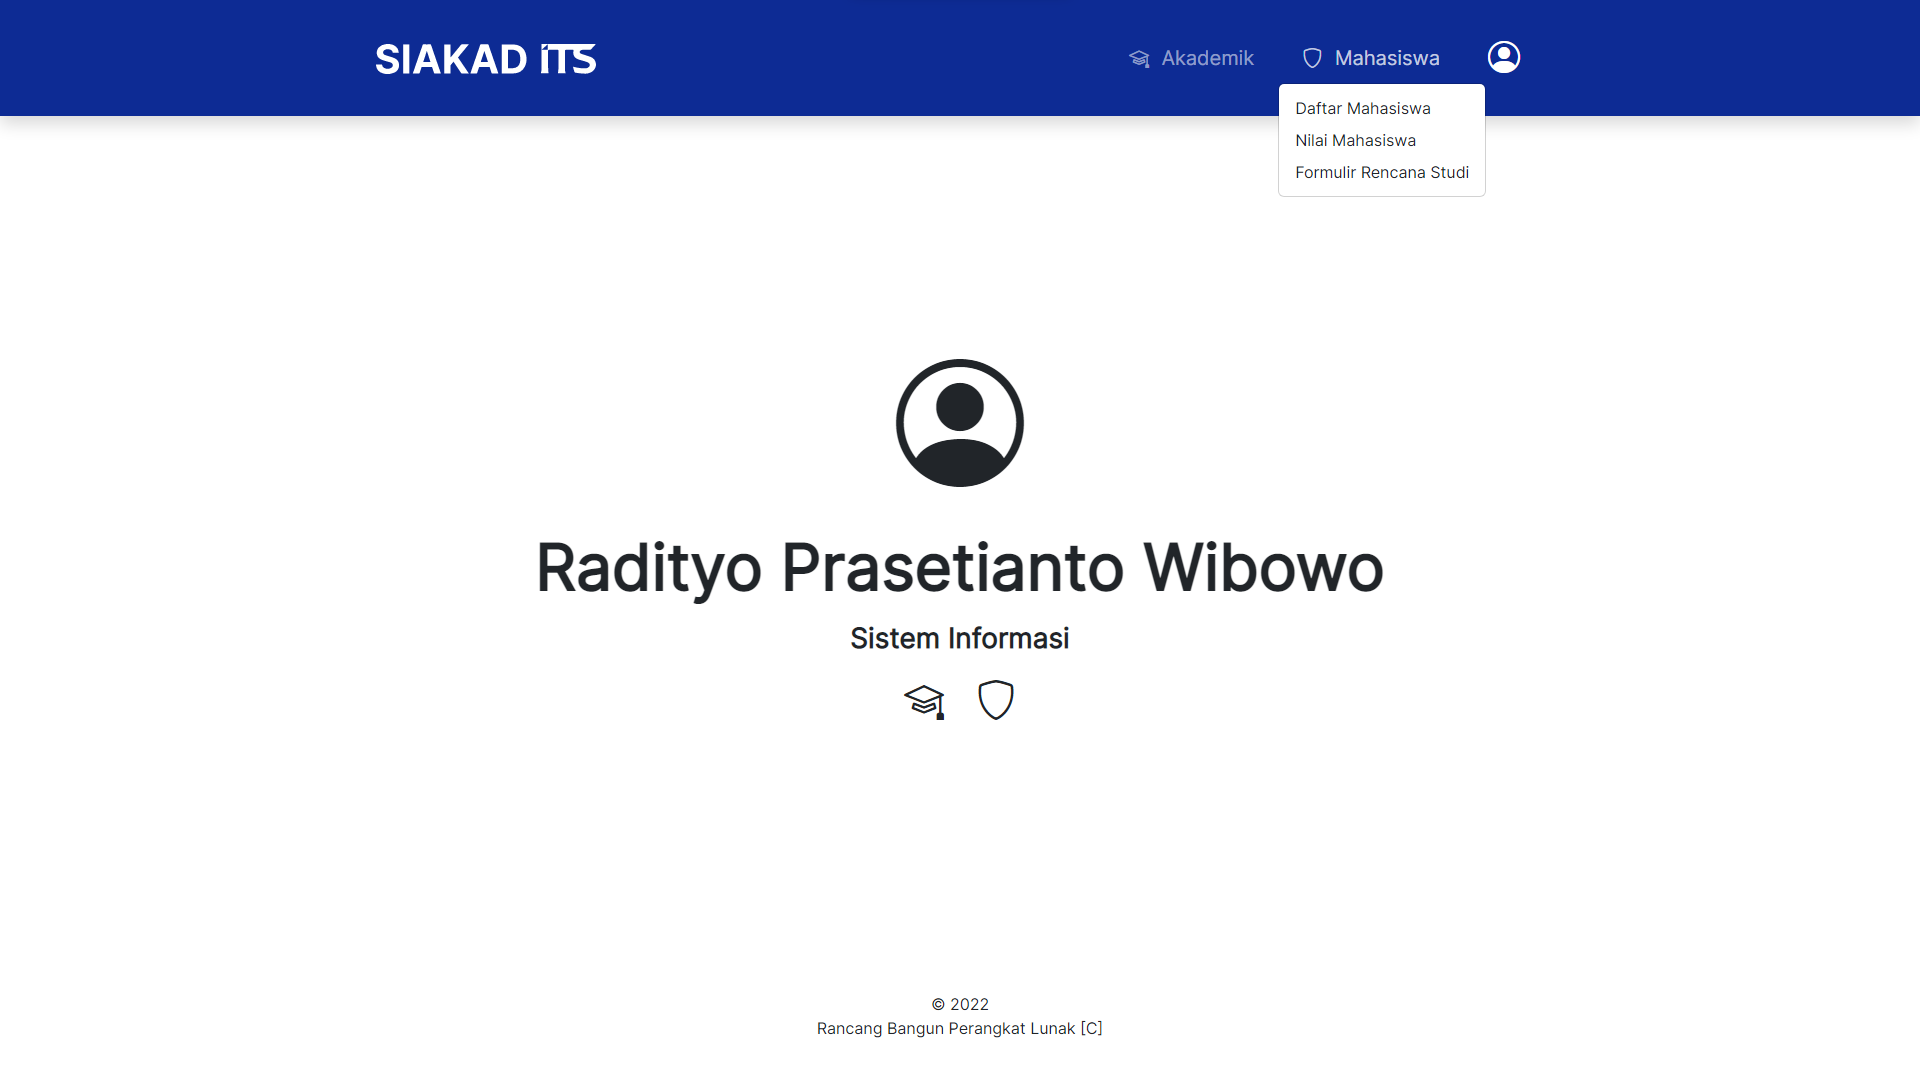 SIAKAD ITS
Akademik
Mahasiswa
Daftar Mahasiswa
Nilai Mahasiswa
Formulir Rencana Studi
Radityo Prasetianto Wibowo
Sistem Informasi
© 2022
Rancang Bangun Perangkat Lunak [C]